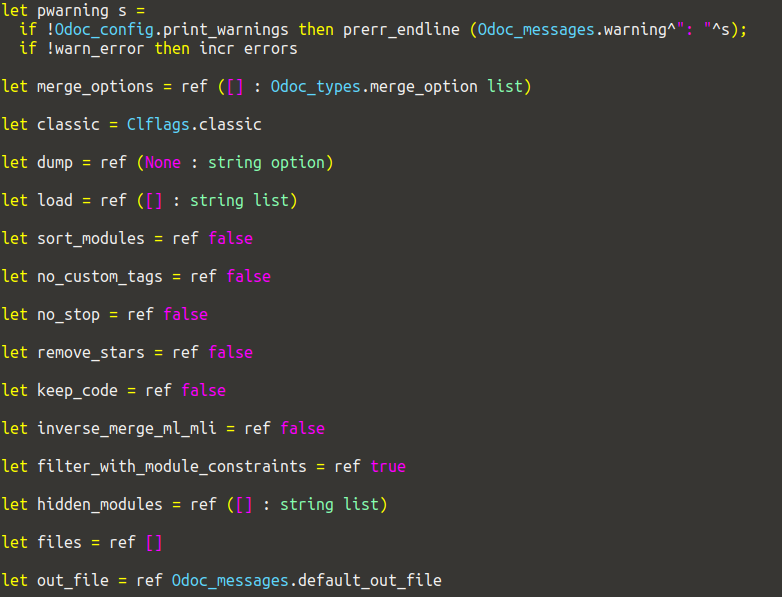 let pwarning s =
  if !Odoc_config.print_warnings then prerr_endline (Odoc_messages.warning^": "^s);
  if !warn_error then incr errors

let merge_options = ref ([] : Odoc_types.merge_option list)

let classic = Clflags.classic

let dump = ref (None : string option)

let load = ref ([] : string list)

let sort_modules = ref false

let no_custom_tags = ref false

let no_stop = ref false

let remove_stars = ref false

let keep_code = ref false

let inverse_merge_ml_mli = ref false

let filter_with_module_constraints = ref true

let hidden_modules = ref ([] : string list)

let files = ref []

let out_file = ref Odoc_messages.default_out_file